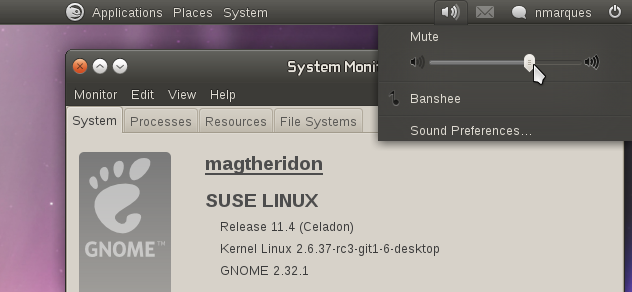 Applications Places System nmarques
Mute
System Monit
Monitor Edit View Help
Banshee
System Processes Resources File Systems
Sound Preferences...
magtheridon
SUSE LINUX
Release 11.4 (Celadon)
Kernel Linux 2.6.37-rc3-git1-6-desktop
GNOME 2.32.1
GNOME™